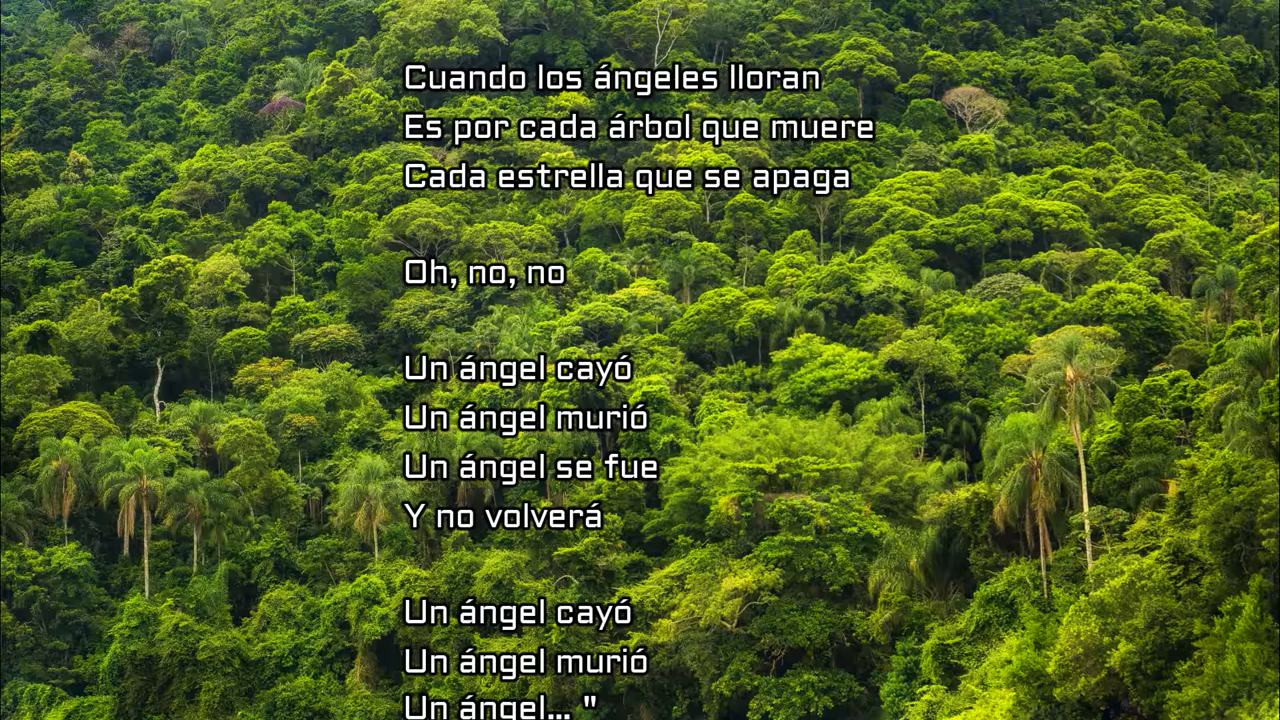 Cuando los ángeles lloran
Es por cada árbol que muere
Cada estrella que se apaga
Oh, no, no
Un ángel cayó
Un ángel murió
Un ángel se fue
Y no volverá
Un ángel cayó
Un ángel murió
Un ángel... "